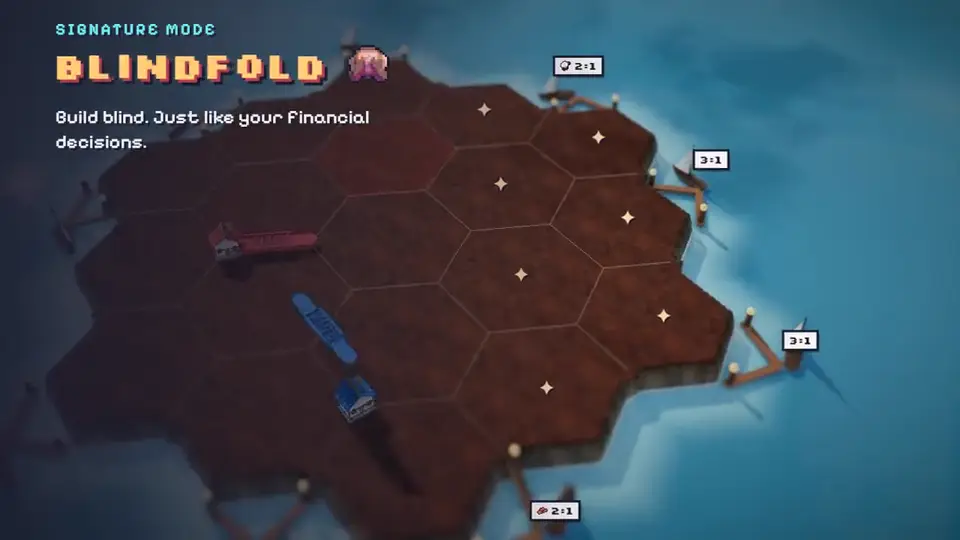 SIGNATURE MODE
BLINDFOLD
Build blind. Just like your financial
decisions.
2:1
3:1
3:1
2:1